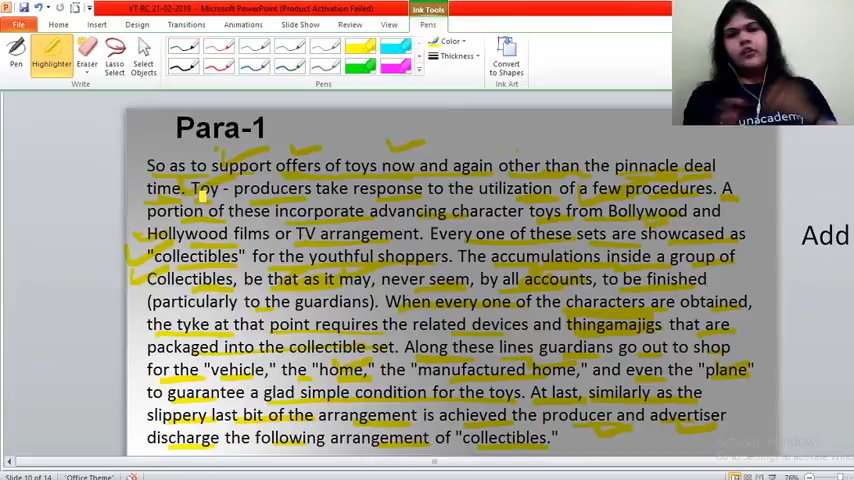 YT RC 21-02-2019 - Microsoft PowerPoint (Product Activation Failed)
Ink Tools
File Home Insert Design Transitions Animations Slide Show Review View Pens
Pen Highlighter Eraser Lasso Select Color Convert
Select Objects Thickness to Shapes
Write Pens Ink Art
unacademy
Para-1
So as to support offers of toys now and again other than the pinnacle deal
time. Toy - producers take response to the utilization of a few procedures. A
portion of these incorporate advancing character toys from Bollywood and
Hollywood films or TV arrangement. Every one of these sets are showcased as
"collectibles" for the youthful shoppers. The accumulations inside a group of
Collectibles, be that as it may, never seem, by all accounts, to be finished
(particularly to the guardians). When every one of the characters are obtained,
the tyke at that point requires the related devices and thingamajigs that are
packaged into the collectible set. Along these lines guardians go out to shop
for the "vehicle," the "home," the "manufactured home," and even the "plane"
to guarantee a glad simple condition for the toys. At last, similarly as the
slippery last bit of the arrangement is achieved the producer and advertiser
discharge the following arrangement of "collectibles."
Add
Activate Windows
Slide 10 of 14 "Office Theme" 76%